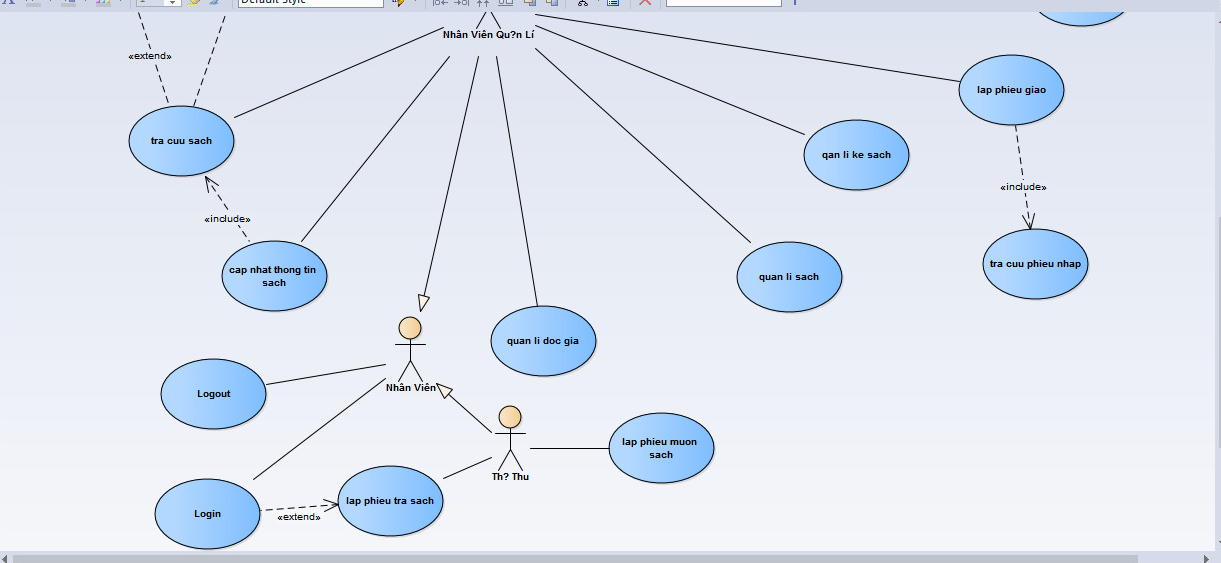 Default Style
Nhân Viên Qu?n Lí
«extend»
lap phieu giao
tra cuu sach
qan li ke sach
«include»
«include»
cap nhat thong tin
sach
quan li sach
tra cuu phieu nhap
quan li doc gia
Nhân Viên
Logout
lap phieu muon
sach
Th? Thu
lap phieu tra sach
Login
«extend»